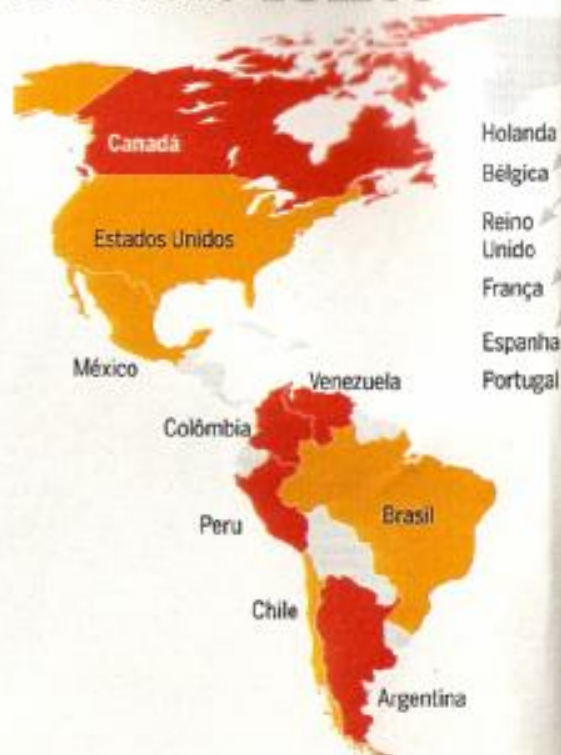 Canadá
Estados Unidos
México
Venezuela
Colômbia
Peru
Brasil
Chile
Argentina
Holanda
Bélgica
Reino
Unido
França
Espanha
Portugal